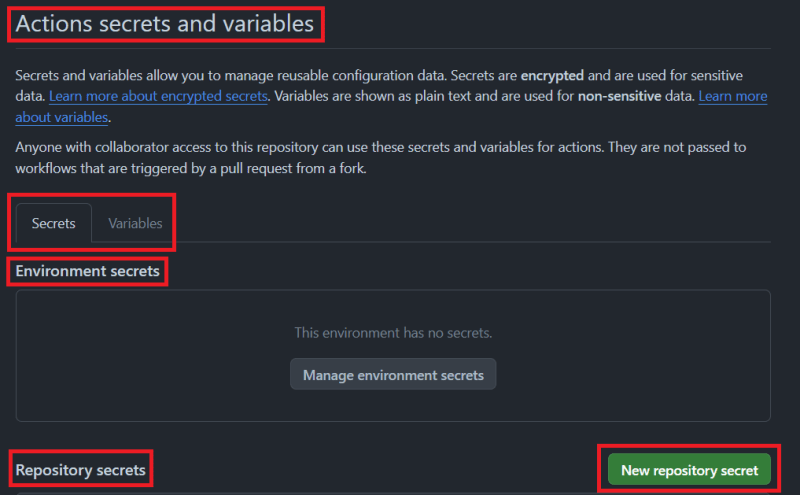 Actions secrets and variables
Secrets and variables allow you to manage reusable configuration data. Secrets are encrypted and are used for sensitive
data. Learn more about encrypted secrets. Variables are shown as plain text and are used for non-sensitive data. Learn more
about variables.
Anyone with collaborator access to this repository can use these secrets and variables for actions. They are not passed to
workflows that are triggered by a pull request from a fork.
Secrets Variables
Environment secrets
This environment has no secrets.
Manage environment secrets
Repository secrets New repository secret